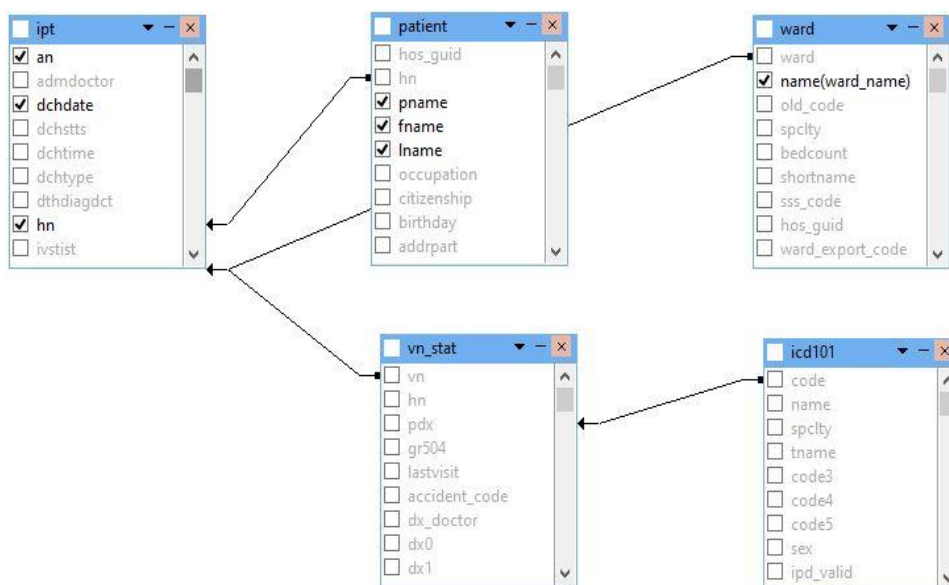 ipt
an
admdoctor
dchdate
dchstts
dchtime
dchtype
dthdiagdct
hn
ivstist
patient
hos_guid
hn
pname
fname
lname
occupation
citizenship
birthday
addrpart
ward
ward
name(ward_name)
old_code
spclty
bedcount
shortname
sss_code
hos_guid
ward_export_code
vn_stat
vn
hn
pdx
gr504
lastvisit
accident_code
dx_doctor
dx0
dx1
icd101
code
name
spclty
tname
code3
code4
code5
sex
ipd_valid